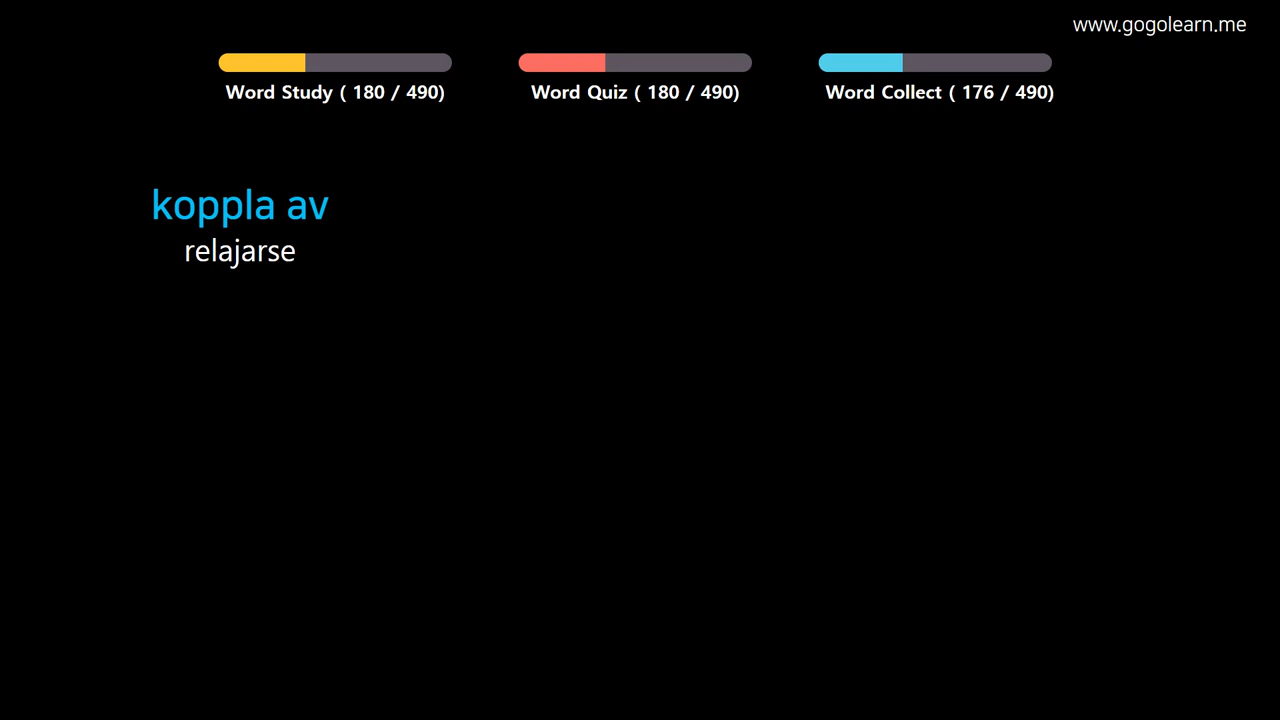 www.gogolearn.me
Word Study ( 180 / 490)
Word Quiz ( 180 / 490)
Word Collect ( 176 / 490)
koppla av
relajarse